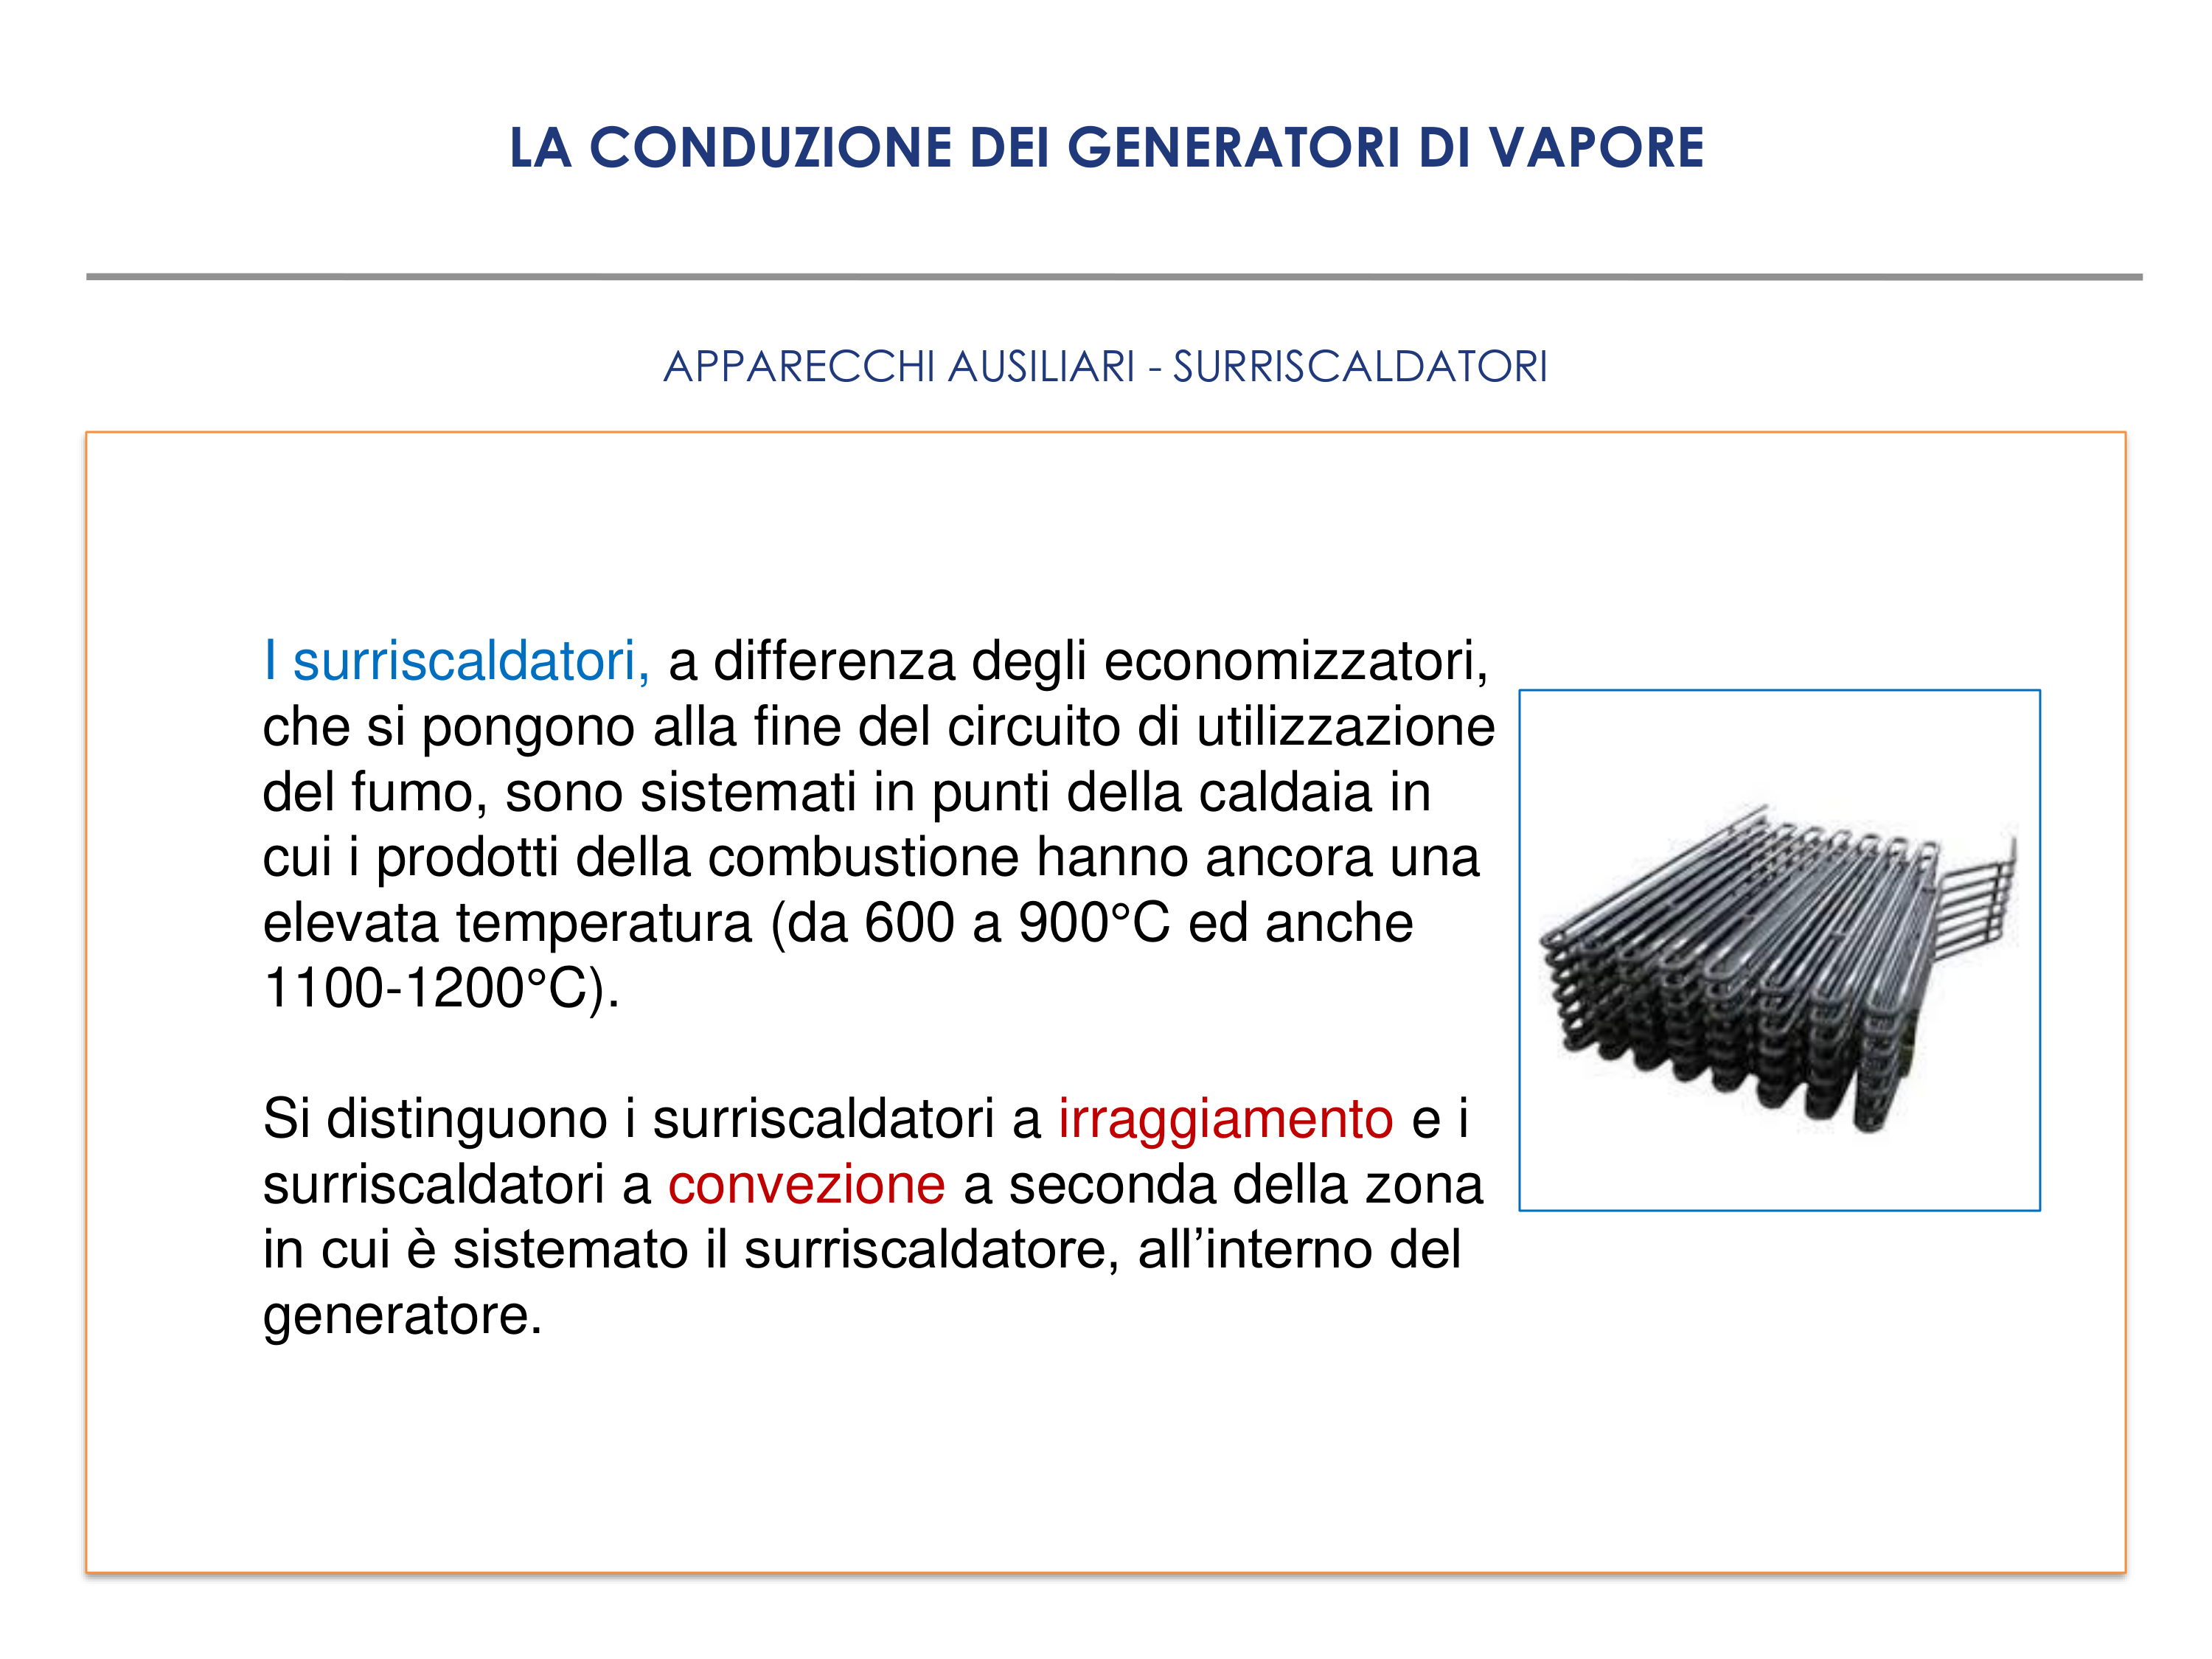 LA CONDUZIONE DEI GENERATORI DI VAPORE
APPARECCHI AUSILIARI - SURRISCALDATORI
I surriscaldatori, a differenza degli economizzatori,
che si pongono alla fine del circuito di utilizzazione
del fumo, sono sistemati in punti della caldaia in
cui i prodotti della combustione hanno ancora una
elevata temperatura (da 600 a 900°C ed anche
1100-1200°C).
Si distinguono i surriscaldatori a irraggiamento e i
surriscaldatori a convezione a seconda della zona
in cui è sistemato il surriscaldatore, all’interno del
generatore.